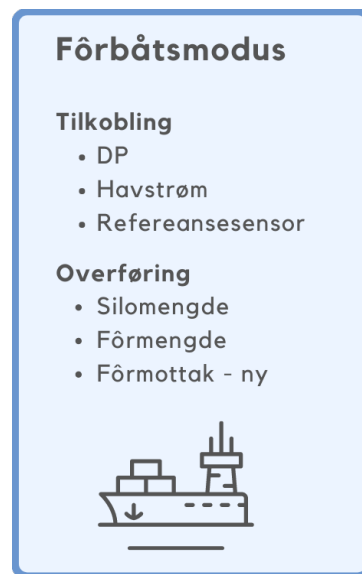 Fôrbåtsmodus
Tilkobling
• DP
• Havstrøm
• Refereansesensor
Overføring
• Silomengde
• Fôrmengde
• Fôrmottak - ny